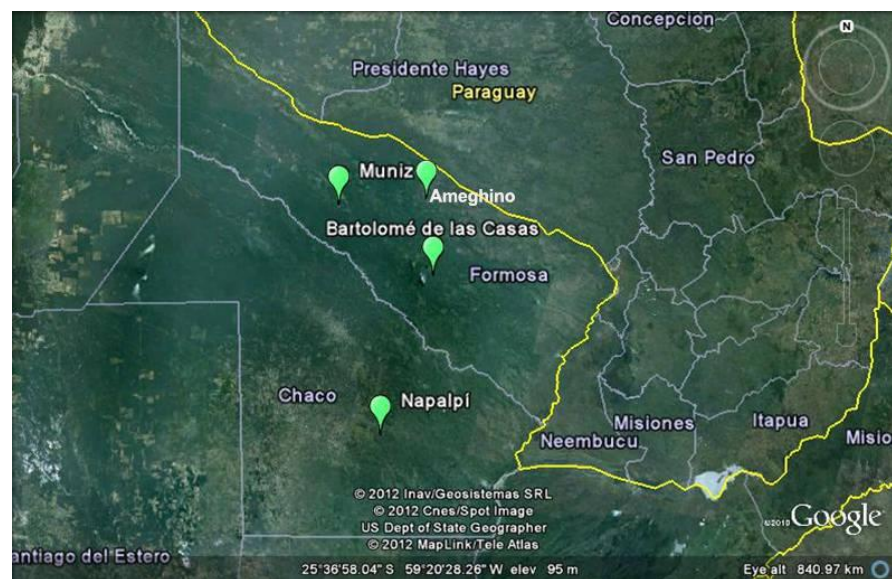 Concepcion
N
Presidente Hayes
Paraguay
San Pedro
Muniz
Ameghino
Bartolomé de las Casas
Formosa
Chaco
Napalpí
Misiones
Itapua
Neembucu
Misio
© 2012 Inav/Geosistemas SRL
© 2012 Cnes/Spot Image
US Dept of State Geographer
© 2012 MapLink/Tele Atlas
©2010 Google
antiago del Estero
25°36'58.04" S 59°20'28.26" W elev 95 m
Eye alt 840.97 km